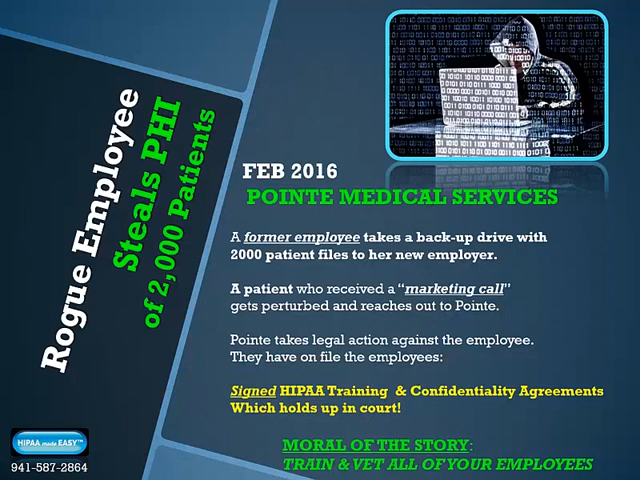 Rogue Employee
Steals PHI
of 2,000 Patients
FEB 2016
POINTE MEDICAL SERVICES
A former employee takes a back-up drive with
2000 patient files to her new employer.
A patient who received a “marketing call”
gets perturbed and reaches out to Pointe.
Pointe takes legal action against the employee.
They have on file the employees:
Signed HIPAA Training & Confidentiality Agreements
Which holds up in court!
MORAL OF THE STORY:
TRAIN & VET ALL OF YOUR EMPLOYEES
HIPAA made EASY™
941-587-2864